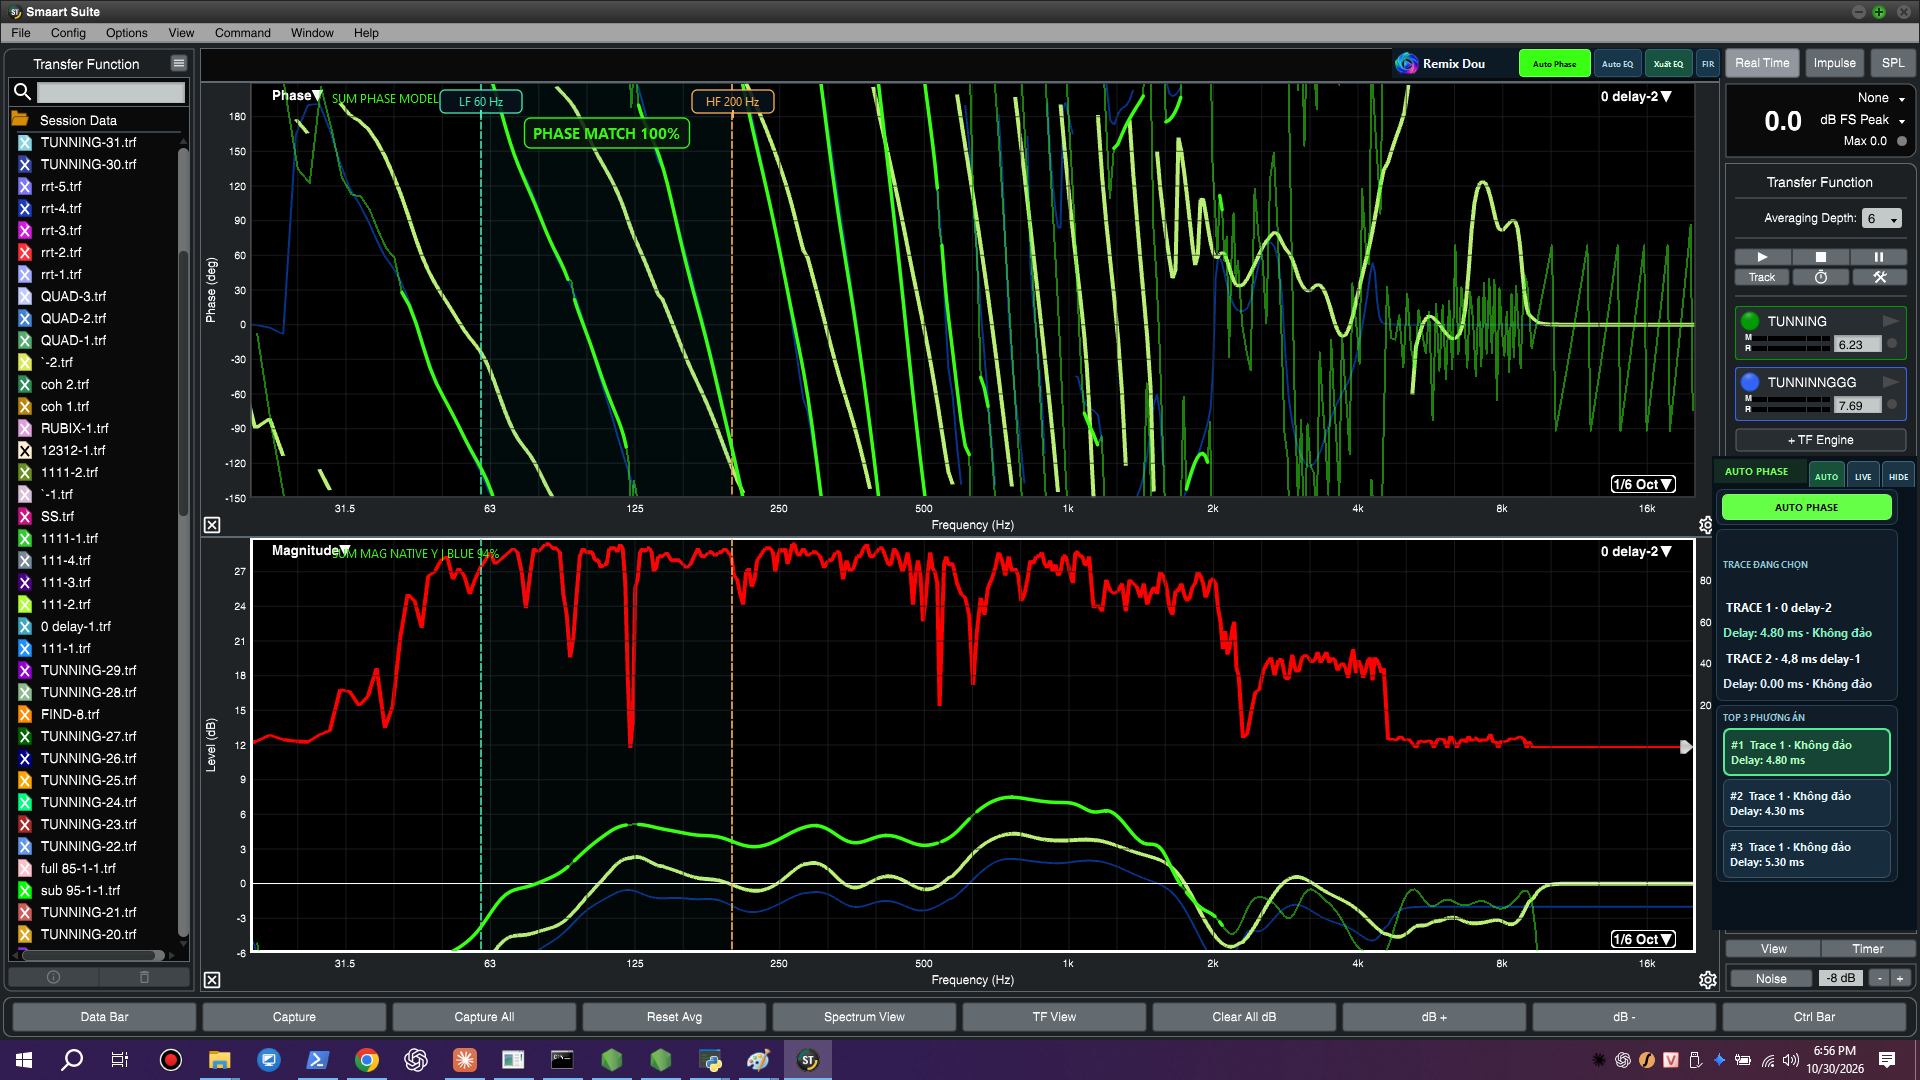 Smaart Suite
File Config Options View Command Window Help
Transfer Function
Session Data
TUNNING-31.trf
TUNNING-30.trf
rrt-5.trf
rrt-4.trf
rrt-3.trf
rrt-2.trf
rrt-1.trf
QUAD-3.trf
QUAD-2.trf
QUAD-1.trf
`-2.trf
coh 2.trf
coh 1.trf
RUBIX-1.trf
12312-1.trf
1111-2.trf
`-1.trf
SS.trf
1111-1.trf
111-4.trf
111-3.trf
111-2.trf
0 delay-1.trf
111-1.trf
TUNNING-29.trf
TUNNING-28.trf
FIND-8.trf
TUNNING-27.trf
TUNNING-26.trf
TUNNING-25.trf
TUNNING-24.trf
TUNNING-23.trf
TUNNING-22.trf
full 85-1-1.trf
sub 95-1-1.trf
TUNNING-21.trf
TUNNING-20.trf
Remix Dou
Auto Phase Auto EQ Xuất EQ FIR
Phase▼ SUM PHASE MODEL LF 60 Hz HF 200 Hz 0 delay-2▼
PHASE MATCH 100%
180
150
120
90
60
30
0
-30
-60
-90
-120
-150
Phase (deg)
1/6 Oct▼
31.5 63 125 250 500 1k 2k 4k 8k 16k
Frequency (Hz)
Magnitude▼ SUM MAG NATIVE Y | BLUE 94% 0 delay-2▼
27
24
21
18
15
12
9
6
3
0
-3
-6
Level (dB)
80
60
40
20
1/6 Oct▼
31.5 63 125 250 500 1k 2k 4k 8k 16k
Frequency (Hz)
Real Time Impulse SPL
None
0.0 dB FS Peak
Max 0.0
Transfer Function
Averaging Depth: 6
Track
TUNNING
M
R 6.23
TUNNINNGGG
M
R 7.69
+ TF Engine
AUTO PHASE AUTO LIVE HIDE
AUTO PHASE
TRACE ĐANG CHỌN
TRACE 1 · 0 delay-2
Delay: 4.80 ms · Không đảo
TRACE 2 · 4,8 ms delay-1
Delay: 0.00 ms · Không đảo
TOP 3 PHƯƠNG ÁN
#1 Trace 1 · Không đảo
Delay: 4.80 ms
#2 Trace 1 · Không đảo
Delay: 4.30 ms
#3 Trace 1 · Không đảo
Delay: 5.30 ms
View Timer
Noise -8 dB - +
Data Bar Capture Capture All Reset Avg Spectrum View TF View Clear All dB dB + dB - Ctrl Bar
6:56 PM
10/30/2026